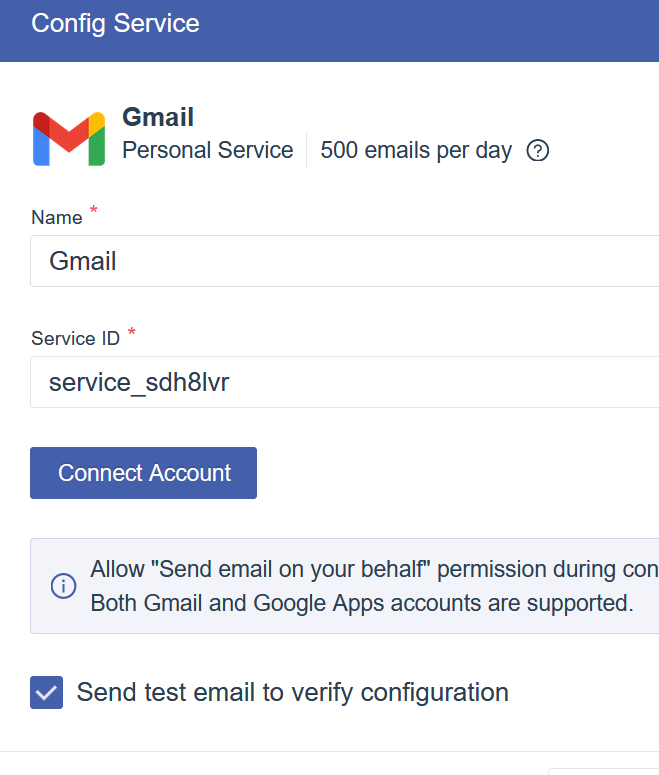 Config Service
Gmail
Personal Service
500 emails per day
Name *
Gmail
Service ID *
service_sdh8lvr
Connect Account
Allow "Send email on your behalf" permission during con
Both Gmail and Google Apps accounts are supported.
Send test email to verify configuration